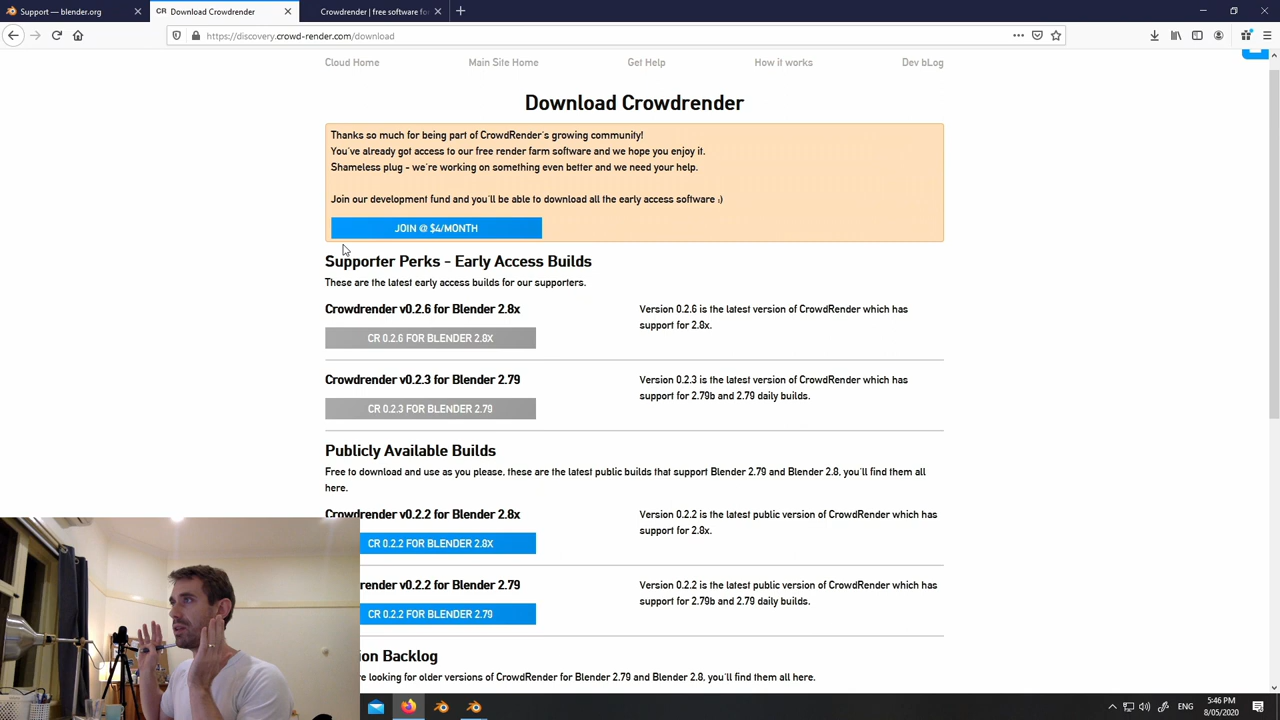 Support — blender.org
CR Download Crowdrender
Crowdrender | free software fo
https://discovery.crowd-render.com/download
Cloud Home
Main Site Home
Get Help
How it works
Dev bLog
Download Crowdrender
Thanks so much for being part of CrowdRender's growing community!
You've already got access to our free render farm software and we hope you enjoy it.
Shameless plug - we're working on something even better and we need your help.
Join our development fund and you'll be able to download all the early access software :)
JOIN @ $4/MONTH
Supporter Perks - Early Access Builds
These are the latest early access builds for our supporters.
Crowdrender v0.2.6 for Blender 2.8x
Version 0.2.6 is the latest version of CrowdRender which has
support for 2.8x.
CR 0.2.6 FOR BLENDER 2.8X
Crowdrender v0.2.3 for Blender 2.79
Version 0.2.3 is the latest version of CrowdRender which has
support for 2.79b and 2.79 daily builds.
CR 0.2.3 FOR BLENDER 2.79
Publicly Available Builds
Free to download and use as you please, these are the latest public builds that support Blender 2.79 and Blender 2.8, you'll find them all
here.
Crowdrender v0.2.2 for Blender 2.8x
Version 0.2.2 is the latest public version of CrowdRender which has
support for 2.8x.
CR 0.2.2 FOR BLENDER 2.8X
render v0.2.2 for Blender 2.79
Version 0.2.2 is the latest public version of CrowdRender which has
support for 2.79b and 2.79 daily builds.
CR 0.2.2 FOR BLENDER 2.79
ion Backlog
re looking for older versions of CrowdRender for Blender 2.79 and Blender 2.8, you'll find them all here.
ENG
5:46 PM
8/05/2020